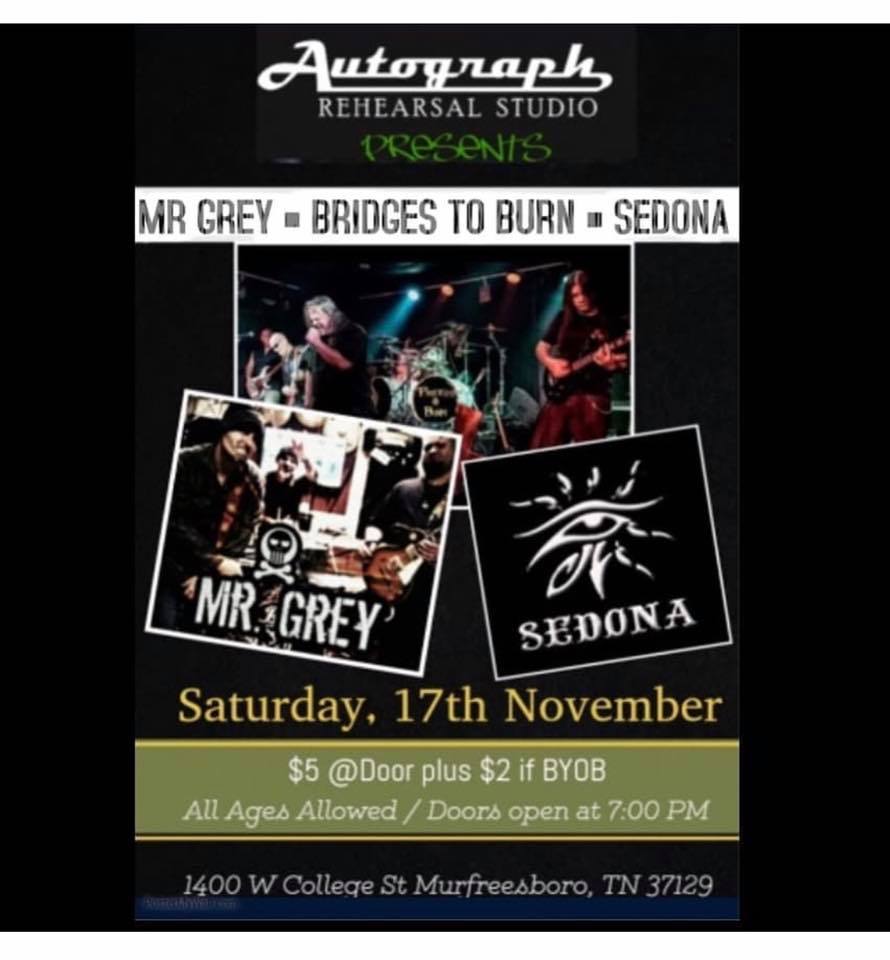 Autograph
REHEARSAL STUDIO
PRESENTS
MR GREY BRIDGES TO BURN SEDONA
MR. GREY
SEDONA
Saturday, 17th November
$5 @Door plus $2 if BYOB
All Ages Allowed / Doors open at 7:00 PM
1400 W College St Murfreesboro, TN 37129